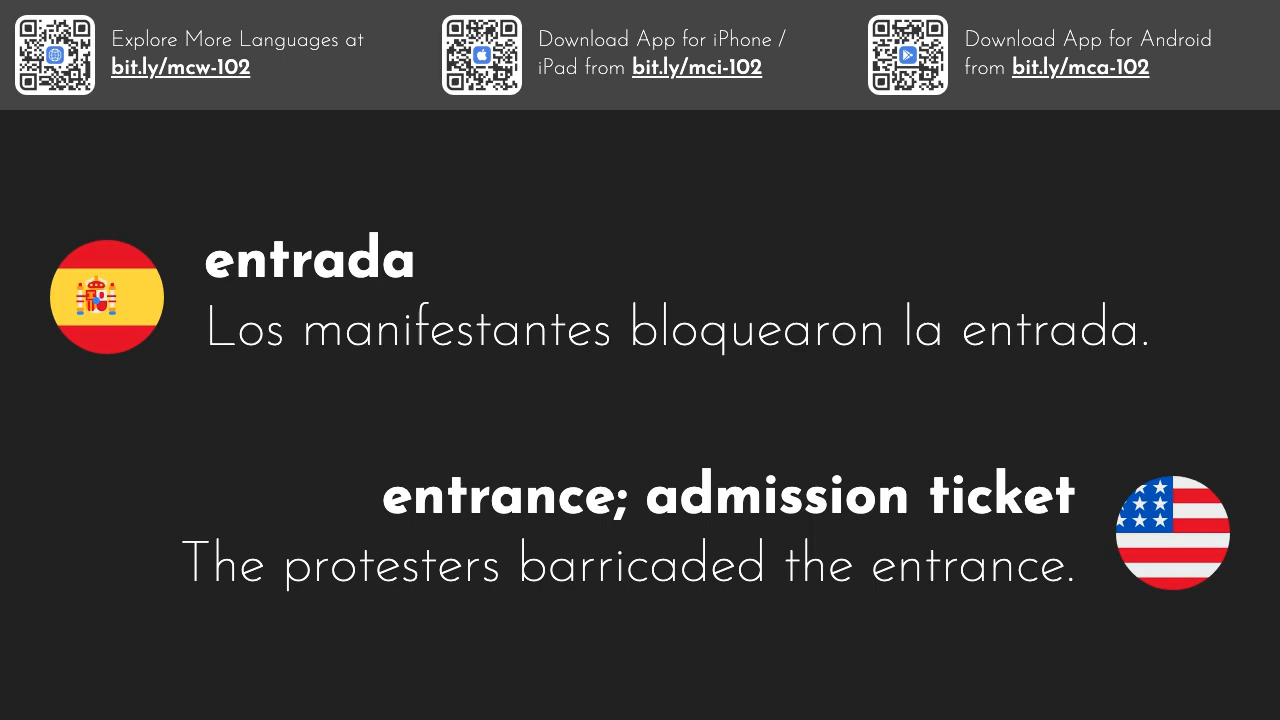 Explore More Languages at
bit.ly/mcw-102
Download App for iPhone /
iPad from bit.ly/mci-102
Download App for Android
from bit.ly/mca-102
entrada
Los manifestantes bloquearon la entrada.
entrance; admission ticket
The protesters barricaded the entrance.